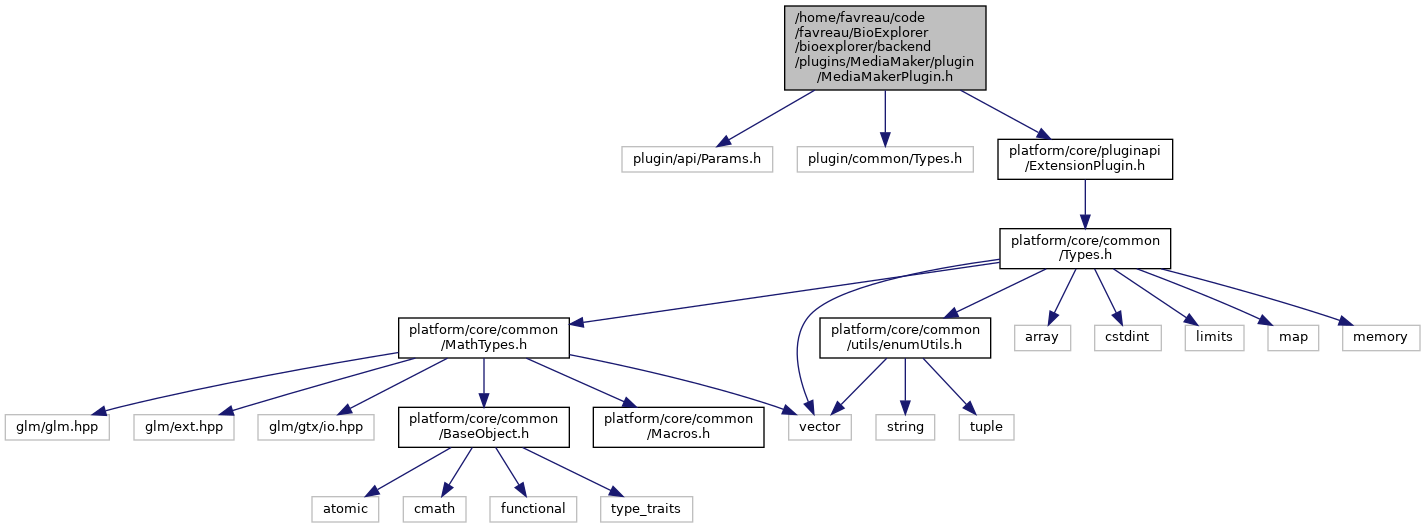 /home/favreau/code
/favreau/BioExplorer
/bioexplorer/backend
/plugins/MediaMaker/plugin
/MediaMakerPlugin.h
plugin/api/Params.h
plugin/common/Types.h
platform/core/pluginapi
/ExtensionPlugin.h
platform/core/common
/Types.h
platform/core/common
/MathTypes.h
platform/core/common
/utils/enumUtils.h
array
cstdint
limits
map
memory
glm/glm.hpp
glm/ext.hpp
glm/gtx/io.hpp
platform/core/common
/BaseObject.h
platform/core/common
/Macros.h
vector
string
tuple
atomic
cmath
functional
type_traits